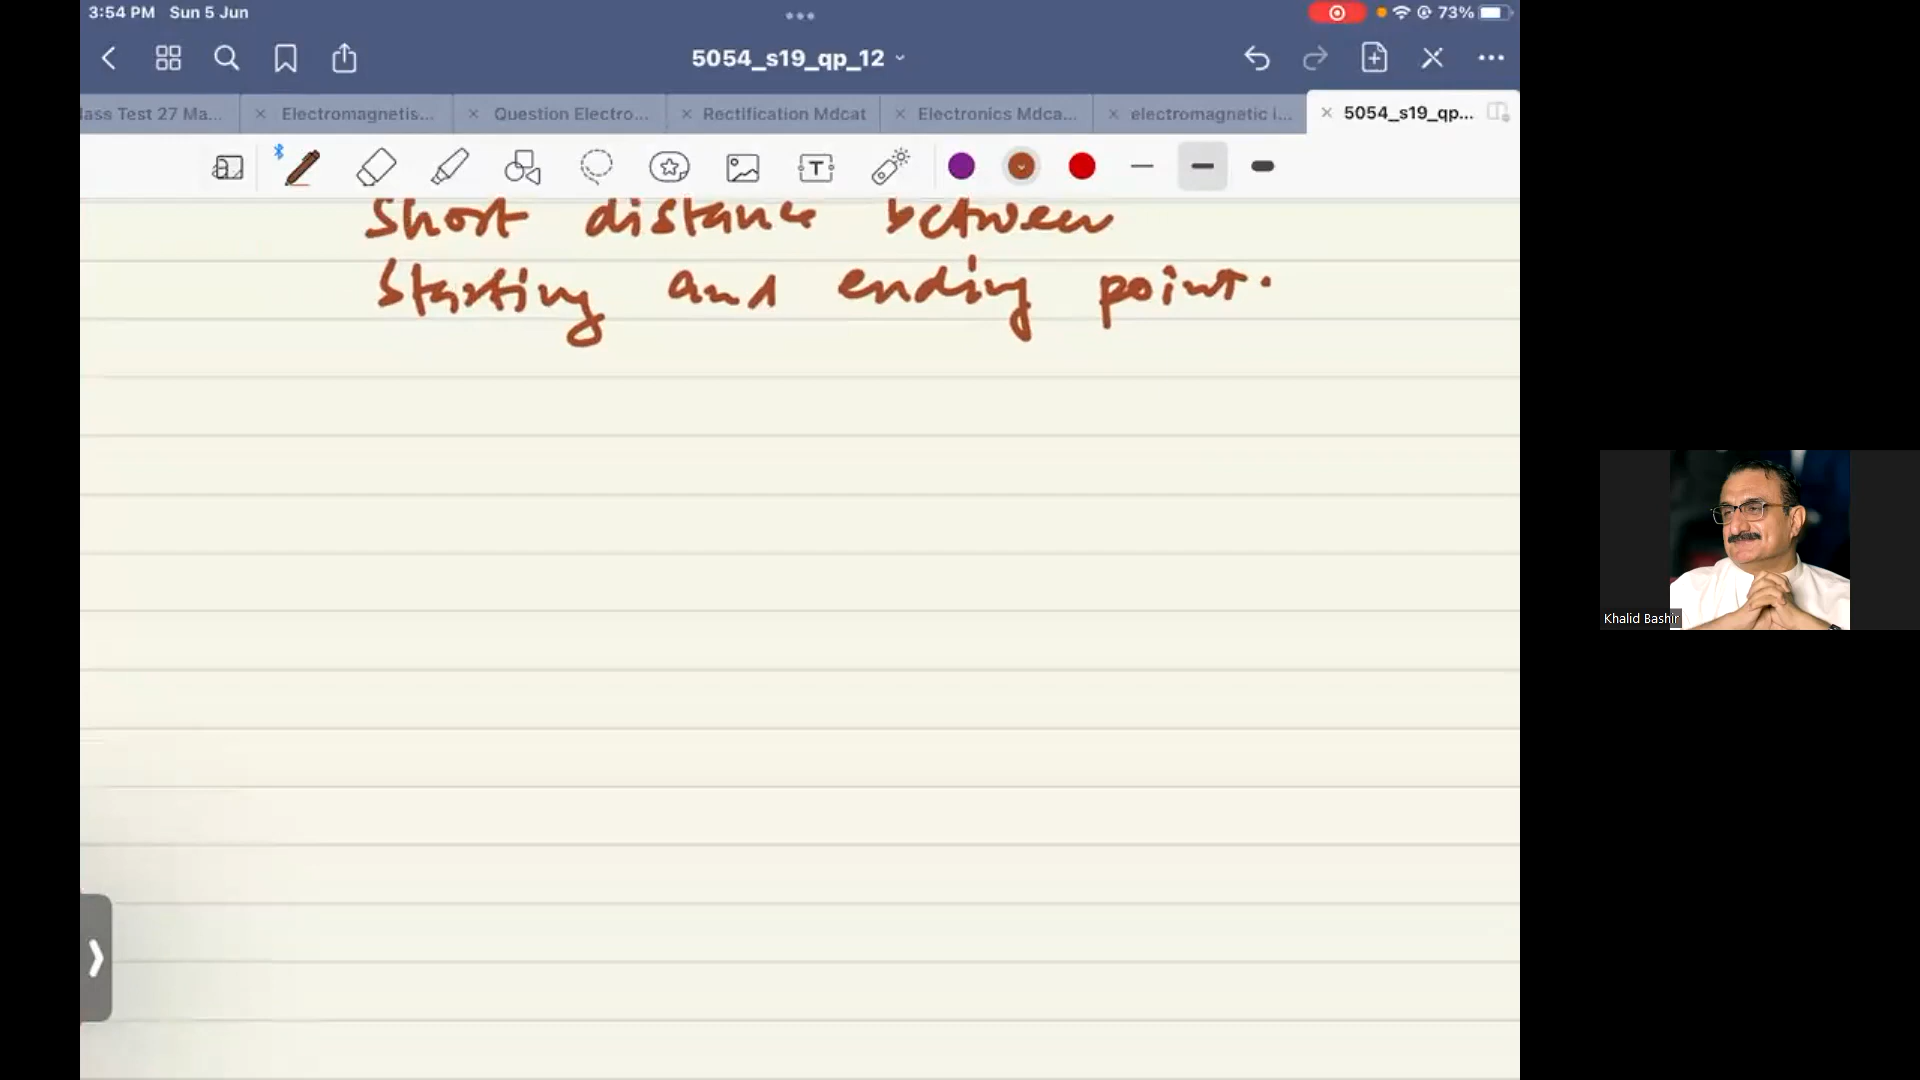 3:54 PM Sun 5 Jun
73%
5054_s19_qp_12
lass Test 27 Ma...
Electromagnetis...
Question Electro...
Rectification Mdcat
Electronics Mdca...
electromagnetic i...
5054_s19_qp...
T
Short distance between
Starting and ending point.
Khalid Bashir